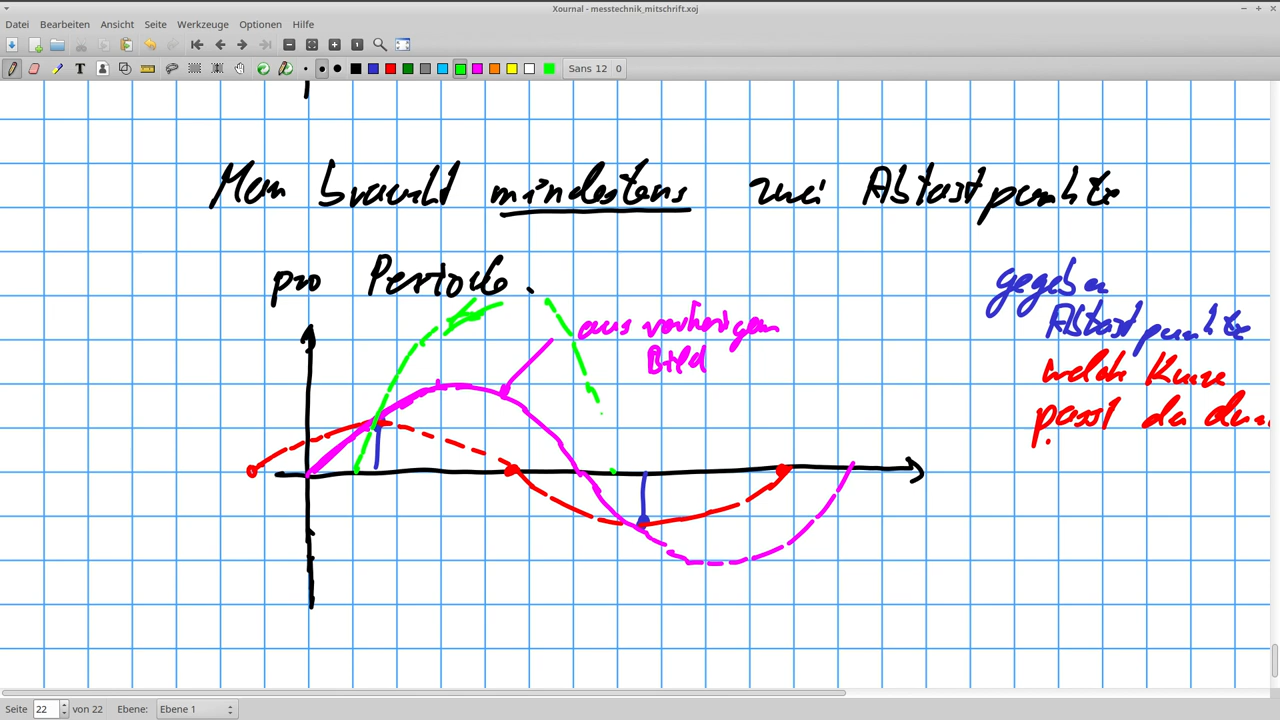 Xournal - messtechnik_mitschrift.xoj
Datei Bearbeiten Ansicht Seite Werkzeuge Optionen Hilfe
Sans 12 0
Man braucht mindestens zwei Abtastpunkte
pro Periode.
gegeben
Abtastpunkte
welche Kurve
passt da durch
aus vorherigem
Bild
Seite 22 von 22 Ebene: Ebene 1